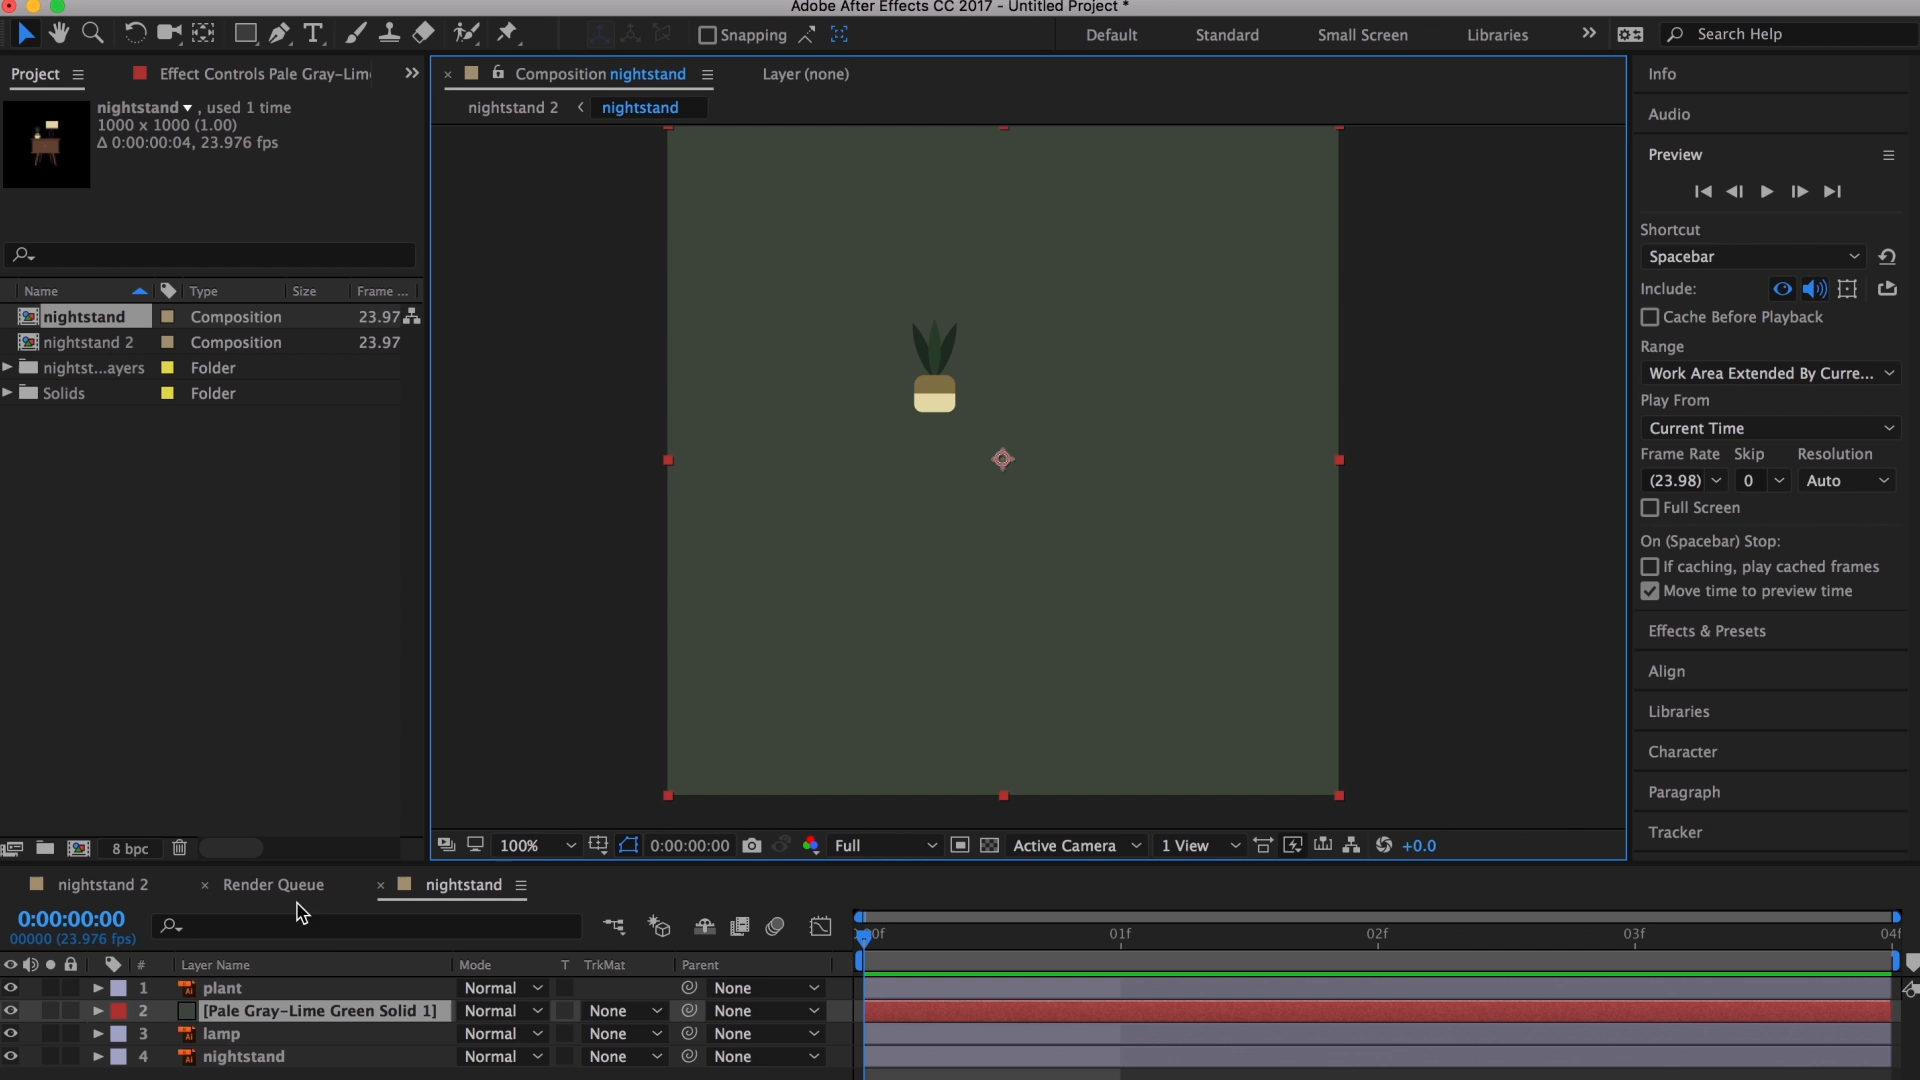 Adobe After Effects CC 2017 - Untitled Project *
Snapping
Default
Standard
Small Screen
Libraries
Search Help
Project
Effect Controls Pale Gray-Lim
Composition nightstand
Layer (none)
nightstand 2
nightstand
nightstand , used 1 time
1000 x 1000 (1.00)
Δ 0:00:00:04, 23.976 fps
Name
Type
Size
Frame ...
nightstand
Composition
23.97
nightstand 2
Composition
23.97
nightst...ayers
Folder
Solids
Folder
8 bpc
100%
0:00:00:00
Full
Active Camera
1 View
+0.0
Info
Audio
Preview
Shortcut
Spacebar
Include:
Cache Before Playback
Range
Work Area Extended By Curre...
Play From
Current Time
Frame Rate
Skip
Resolution
(23.98)
0
Auto
Full Screen
On (Spacebar) Stop:
If caching, play cached frames
Move time to preview time
Effects & Presets
Align
Libraries
Character
Paragraph
Tracker
nightstand 2
Render Queue
nightstand
0:00:00:00
00000 (23.976 fps)
01f
02f
03f
#
Layer Name
Mode
T
TrkMat
Parent
1
Ai
plant
Normal
None
2
[Pale Gray-Lime Green Solid 1]
Normal
None
None
3
Ai
lamp
Normal
None
None
4
Ai
nightstand
Normal
None
None